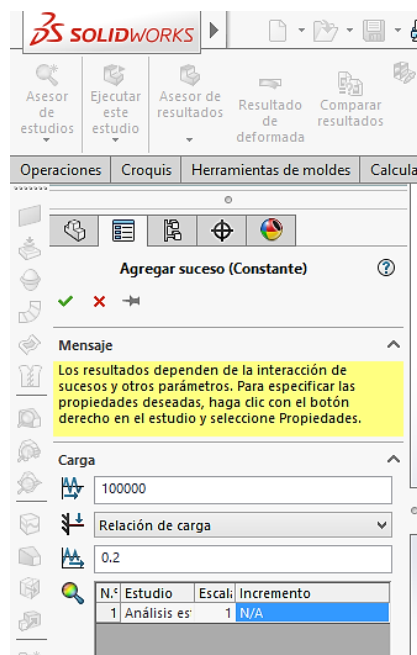 SOLIDWORKS
Asesor de estudios
Ejecutar este estudio
Asesor de resultados
Resultado de deformada
Comparar resultados
Operaciones Croquis Herramientas de moldes Calcula
Agregar suceso (Constante)
Mensaje
Los resultados dependen de la interacción de
sucesos y otros parámetros. Para especificar las
propiedades deseadas, haga clic con el botón
derecho en el estudio y seleccione Propiedades.
Carga
100000
Relación de carga
0.2
N.º Estudio Escala Incremento
1 Análisis es 1 N/A